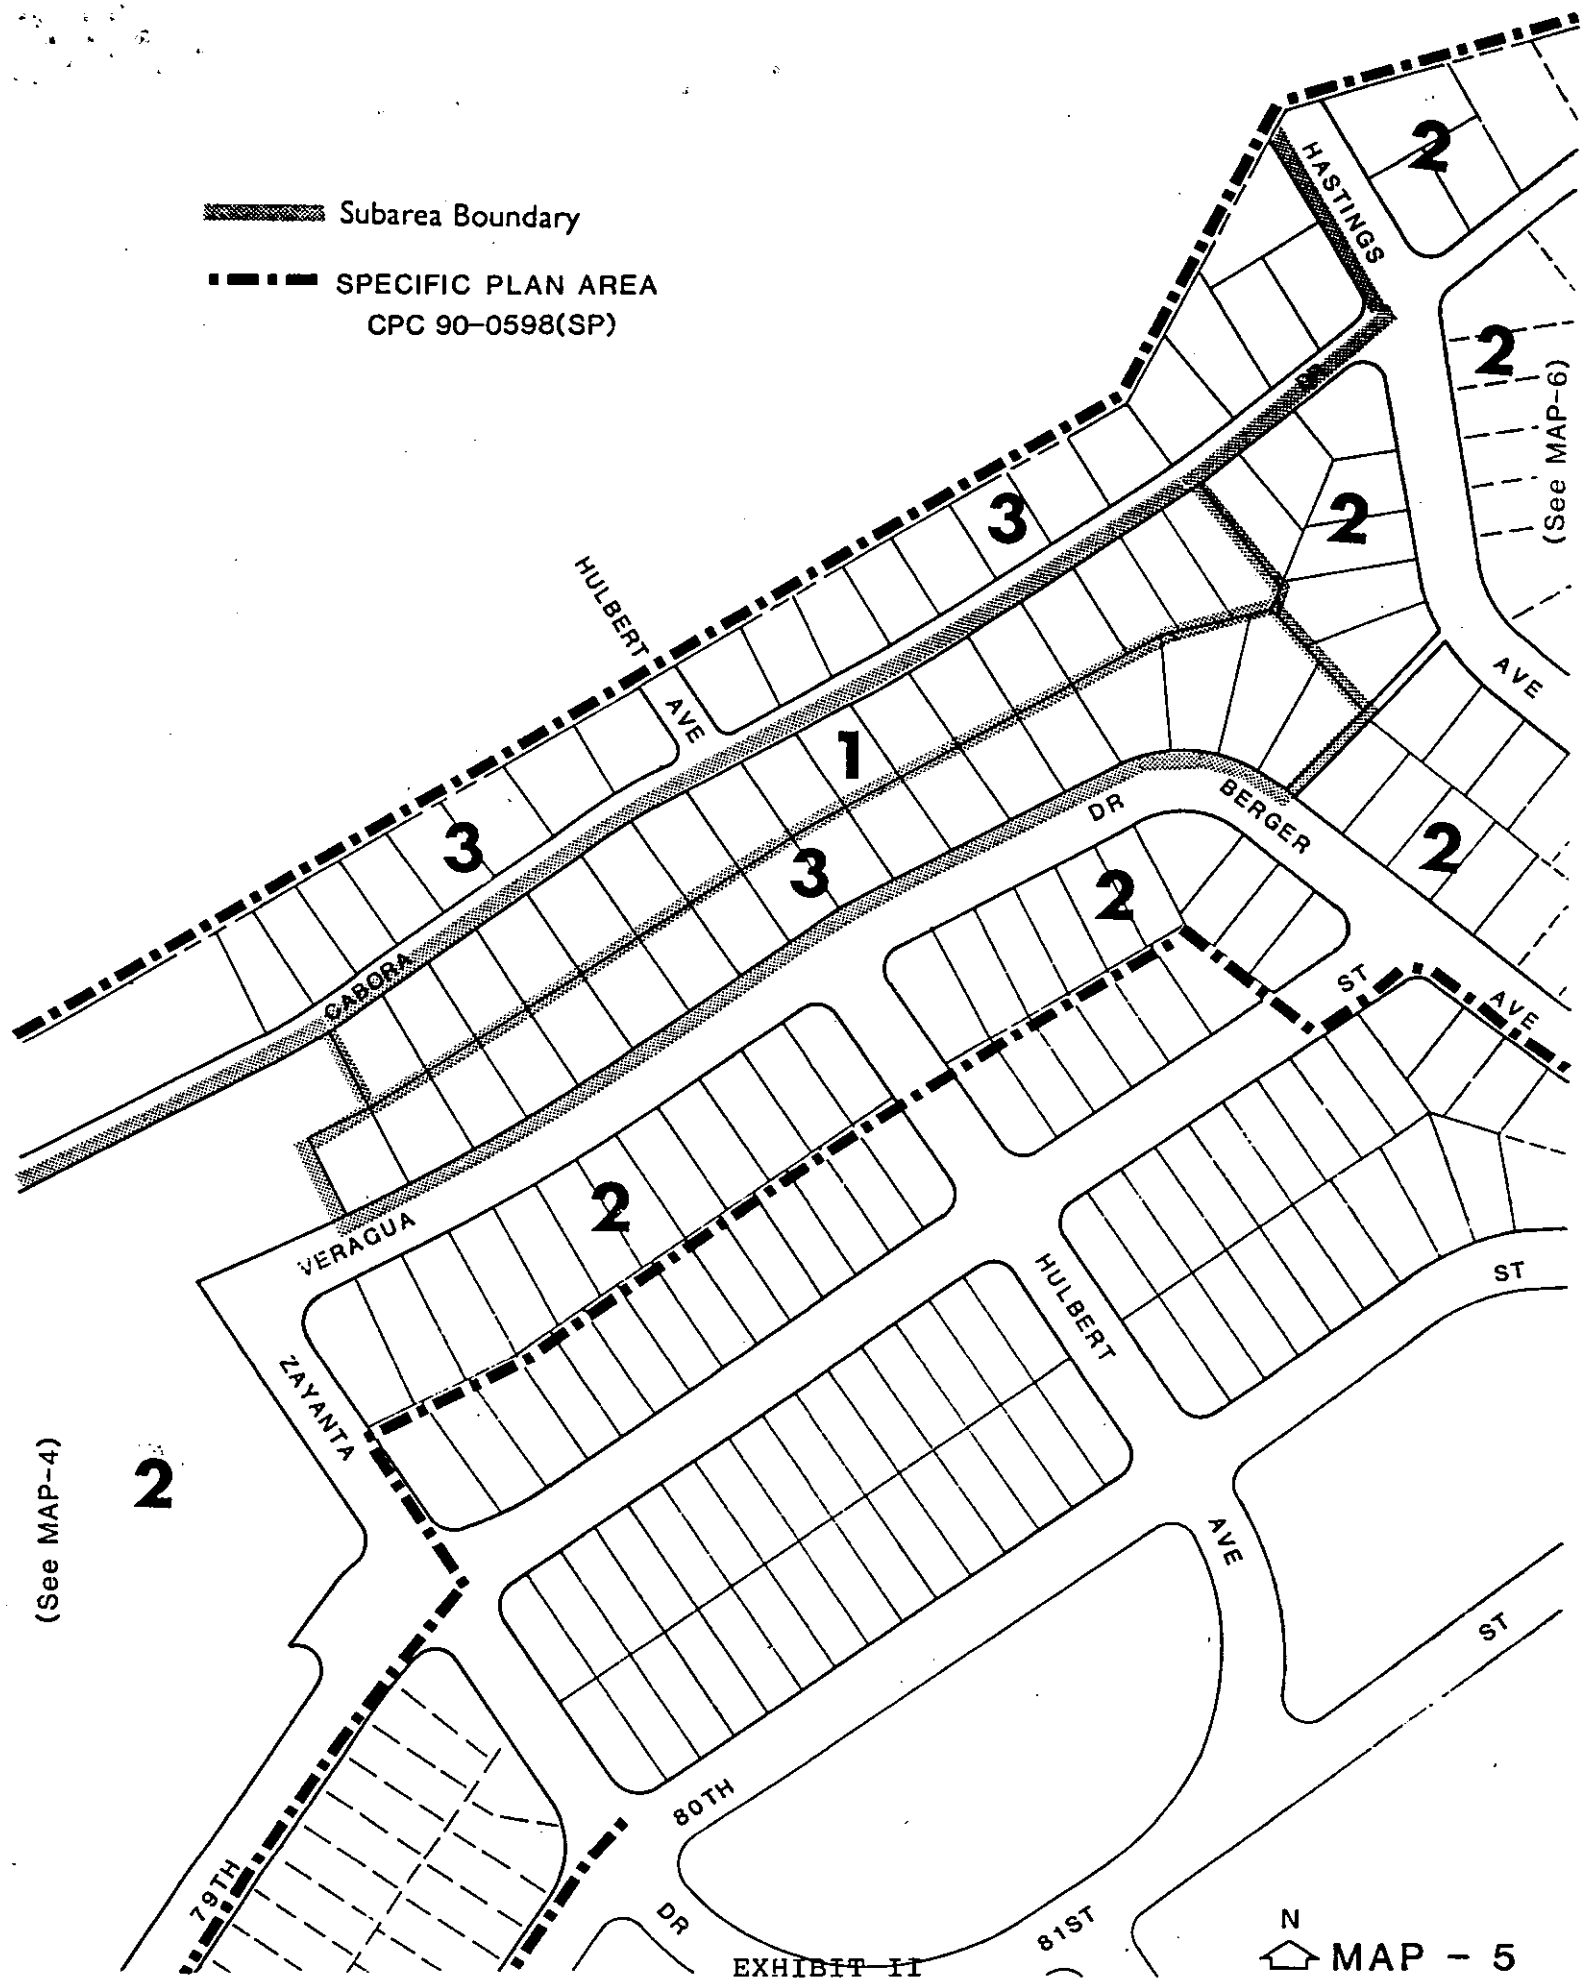 HASTINGS
2
Subarea Boundary
SPECIFIC PLAN AREA
CPC 90-0598(SP)
2
(See MAP-6)
DR
3
2
HULBERT
AVE
AVE
1
DR
BERGER
3
3
2
2
CABORA
ST
AVE
2
VERAGUA
HULBERT
ST
ZAYANTA
(See MAP-4)
2
AVE
ST
80TH
79TH
DR
81ST
N
EXHIBIT II
MAP - 5